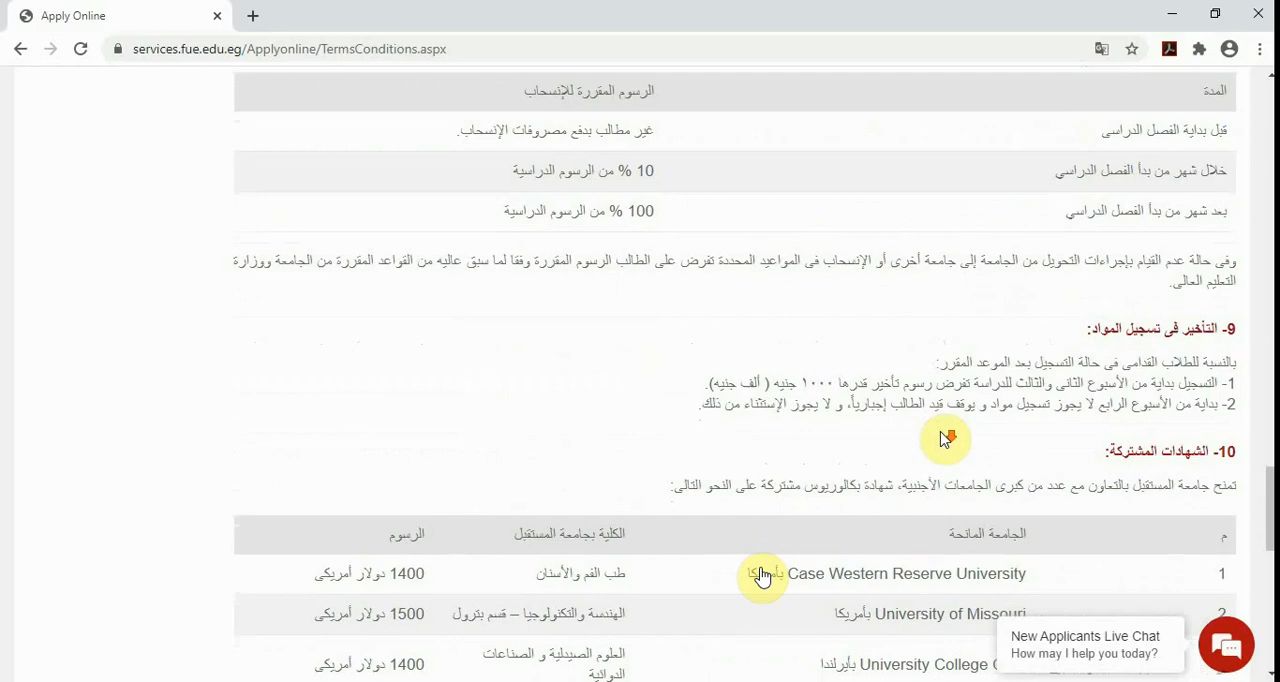 Apply Online
services.fue.edu.eg/Applyonline/TermsConditions.aspx
المدة الرسوم المقررة للإنسحاب
قبل بداية الفصل الدراسى غير مطالب بدفع مصروفات الإنسحاب.
خلال شهر من بدأ الفصل الدراسي 10 % من الرسوم الدراسية
بعد شهر من بدأ الفصل الدراسي 100 % من الرسوم الدراسية
وفى حالة عدم القيام بإجراءات التحويل من الجامعة إلى جامعة أخرى أو الإنسحاب فى المواعيد المحددة تفرض على الطالب الرسوم المقررة وفقا لما سبق عاليه من القواعد المقررة من الجامعة ووزارة
التعليم العالى.
9- التأخير فى تسجيل المواد:
بالنسبة للطلاب القدامى فى حالة التسجيل بعد الموعد المقرر:
1- التسجيل بداية من الأسبوع الثانى والثالث للدراسة تفرض رسوم تأخير قدرها ١٠٠٠ جنيه ( ألف جنيه).
2- بداية من الأسبوع الرابع لا يجوز تسجيل مواد و يوقف قيد الطالب إجبارياً، و لا يجوز الإستثناء من ذلك.
10- الشهادات المشتركة:
تمنح جامعة المستقبل بالتعاون مع عدد من كبرى الجامعات الأجنبية، شهادة بكالوريوس مشتركة على النحو التالى:
م الجامعة المانحة الكلية بجامعة المستقبل الرسوم
1 Case Western Reserve University بأمريكا طب الفم والأسنان 1400 دولار أمريكى
2 University of Missouri بأمريكا الهندسة والتكنولوجيا – قسم بترول 1500 دولار أمريكى
University College بأيرلندا العلوم الصيدلية و الصناعات الدوائية 1400 دولار أمريكى
New Applicants Live Chat
How may I help you today?